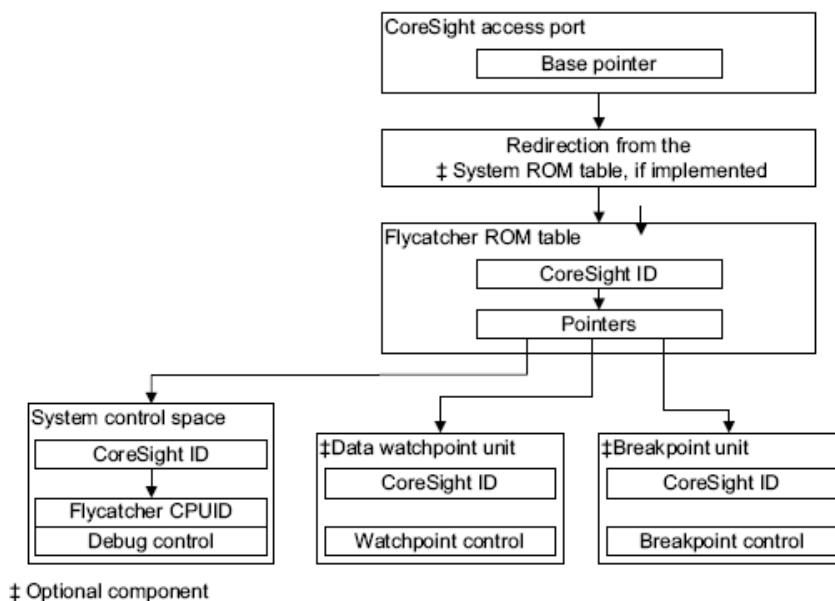 CoreSight access port
Base pointer
Redirection from the
‡ System ROM table, if implemented
Flycatcher ROM table
CoreSight ID
Pointers
System control space
CoreSight ID
Flycatcher CPUID
Debug control
‡Data watchpoint unit
CoreSight ID
Watchpoint control
‡Breakpoint unit
CoreSight ID
Breakpoint control
‡ Optional component